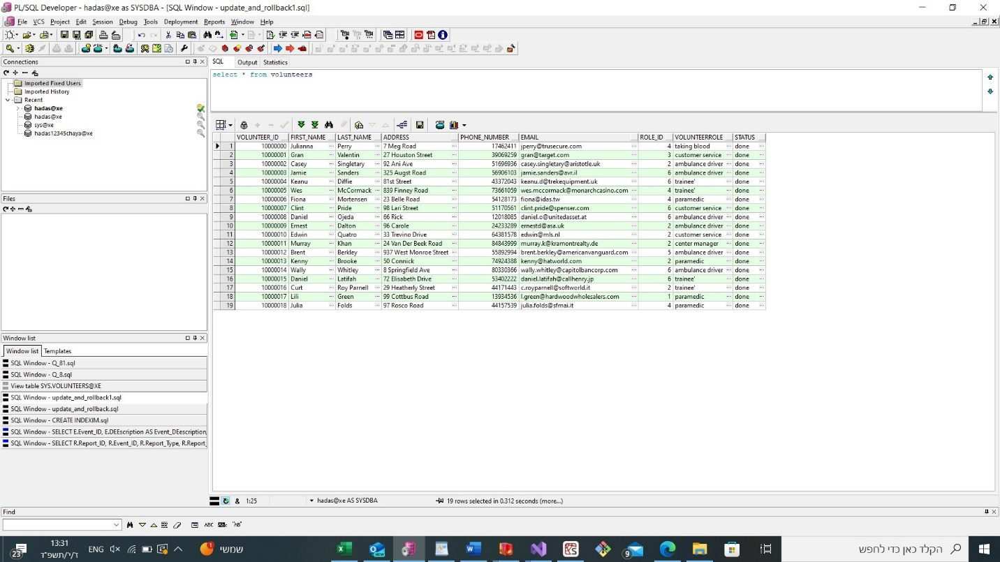 PL/SQL Developer - hadas@xe as SYSDBA - [SQL Window - update_and_rollback1.sql]
File VCS Project Edit Session Debug Tools Deployment Reports Window Help
Connections
Imported Fixed Users
Imported History
Recent
hadas@xe
hadas@xe
sys@xe
hadas12345chaya@xe
Files
Window list
Window list Templates
SQL Window - Q_81.sql
SQL Window - Q_8.sql
View table SYS.VOLUNTEERS@XE
SQL Window - update_and_rollback1.sql
SQL Window - update_and_rollback.sql
SQL Window - CREATE INDEXIM.sql
SQL Window - SELECT E.Event_ID, E.DEEscription AS Event_DEescription,
SQL Window - SELECT R.Report_ID, R.Event_ID, R.Report_Type, R.Report_
SQL Output Statistics
select * from volunteers
VOLUNTEER_ID FIRST_NAME LAST_NAME ADDRESS PHONE_NUMBER EMAIL ROLE_ID VOLUNTEERROLE STATUS
1 10000000 Julianna Perry 7 Meg Road 17462411 jperry@trusecure.com 4 taking blood done
2 10000001 Gran Valentin 27 Houston Street 39069259 gran@target.com 3 customer service done
3 10000002 Casey Singletary 92 Ani Ave 51696936 casey.singletary@aristotle.uk 2 ambulance driver done
4 10000003 Jamie Sanders 325 Augst Road 56906103 jamie.sanders@avr.il 6 ambulance driver done
5 10000004 Keanu Diffie 81st Street 43372043 keanu.d@trekequipment.uk 6 trainee' done
6 10000005 Wes McCormack 839 Finney Road 73661059 wes.mccormack@monarchcasino.com 4 trainee' done
7 10000006 Fiona Mortensen 23 Belle Road 54128173 fiona@idas.tw 4 paramedic done
8 10000007 Clint Pride 98 Lari Street 51170561 clint.pride@spenser.com 6 customer service done
9 10000008 Daniel Ojeda 66 Rick 12018085 daniel.o@unitedasset.at 6 ambulance driver done
10 10000009 Ernest Dalton 96 Carole 24233289 ernestd@asa.uk 2 ambulance driver done
11 10000010 Edwin Quatro 33 Trevino Drive 64381578 edwin@mls.nl 2 customer service done
12 10000011 Murray Khan 24 Van Der Beek Road 84843999 murray.k@kramontrealty.de 2 center manager done
13 10000012 Brent Berkley 937 West Monroe Street 55892994 brent.berkley@americanvanguard.com 5 ambulance driver done
14 10000013 Kenny Brooke 50 Connick 74924388 kenny@hatworld.com 2 paramedic done
15 10000014 Wally Whitley 8 Springfield Ave 80330366 wally.whitley@capitolbancorp.com 6 ambulance driver done
16 10000015 Daniel Latifah 72 Elisabeth Drive 53402222 daniel.latifah@callhenry.jp 6 trainee' done
17 10000016 Curt Roy Parnell 29 Heatherly Street 44171443 c.royparnell@softworld.it 2 trainee' done
18 10000017 Lili Green 99 Cottbus Road 13934536 l.green@hardwoodwholesalers.com 1 paramedic done
19 10000018 Julia Folds 97 Rosco Road 44157539 julia.folds@sfmai.it 4 paramedic done
& 1:25 hadas@xe AS SYSDBA 19 rows selected in 0.312 seconds (more...)
Find
ABC "AB"
23 13:31 ENG 1 שמשי 9 הקלד כאן כדי לחפש
ז'/י'/תשפ"ד